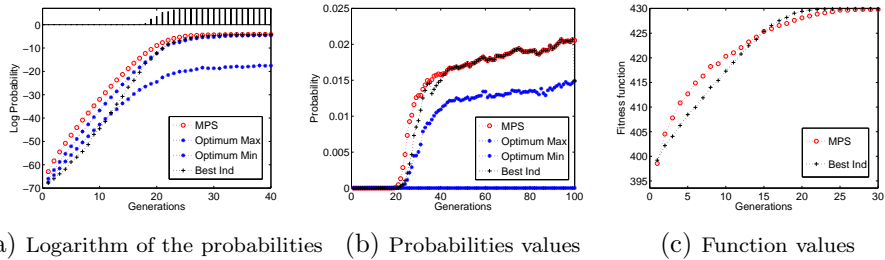 1
0
0
−10
−20
−30
−40
−50
−60
−70
Log Probability
0 10 20 30 40
Generations
MPS
Optimum Max
Optimum Min
Best Ind
0.025
0.02
0.015
0.01
0.005
0
Probability
0 20 40 60 80 100
Generations
MPS
Optimum Max
Optimum Min
Best Ind
430
425
420
415
410
405
400
395
Fitness function
0 5 10 15 20 25 30
Generations
MPS
Best Ind
a) Logarithm of the probabilities (b) Probabilities values (c) Function values